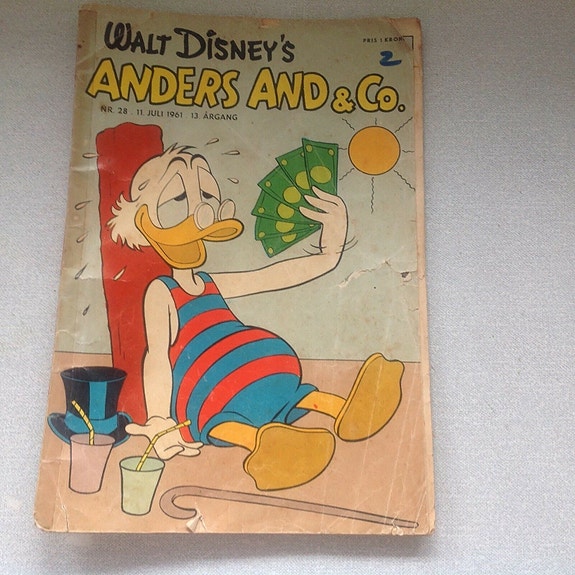 WALT DISNEY'S
PRIS 1 KRONE
2
ANDERS AND & Co.
NR. 28 . 11. JULI 1961 . 13. ÅRGANG